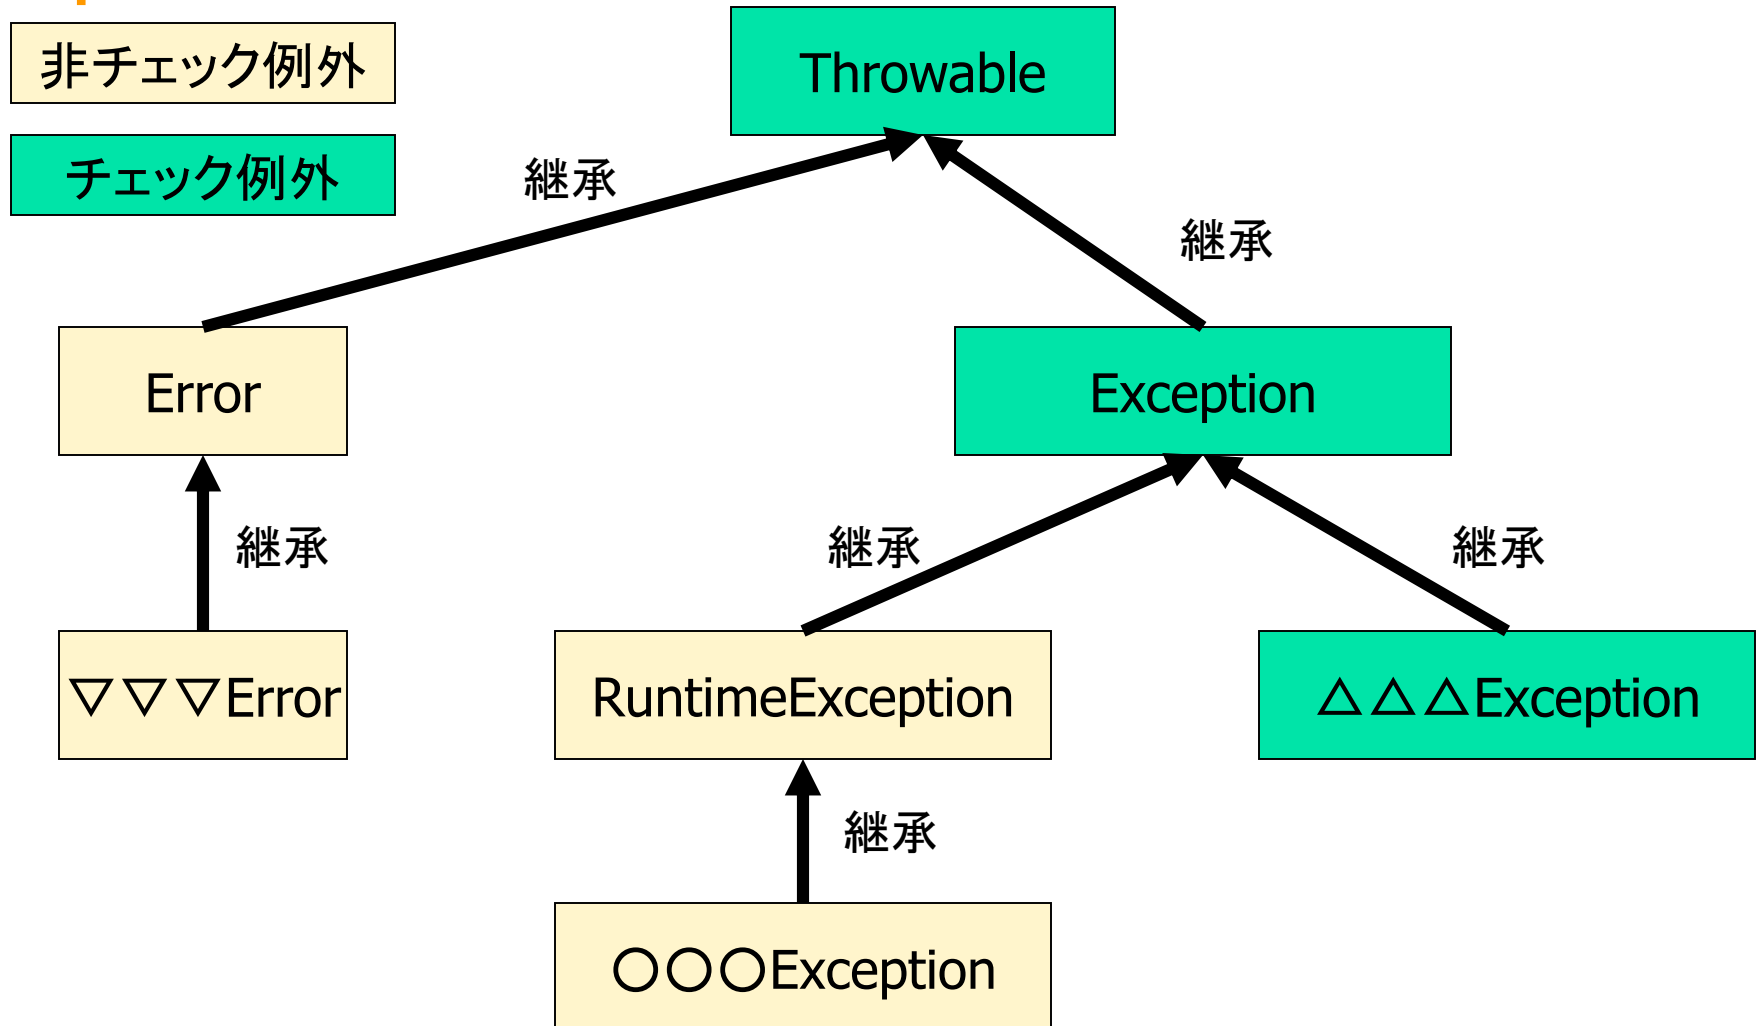 非チェック例外
Throwable
チェック例外
継承
継承
Error
Exception
継承
継承
継承
▽▽▽Error
RuntimeException
△△△Exception
継承
○○○Exception